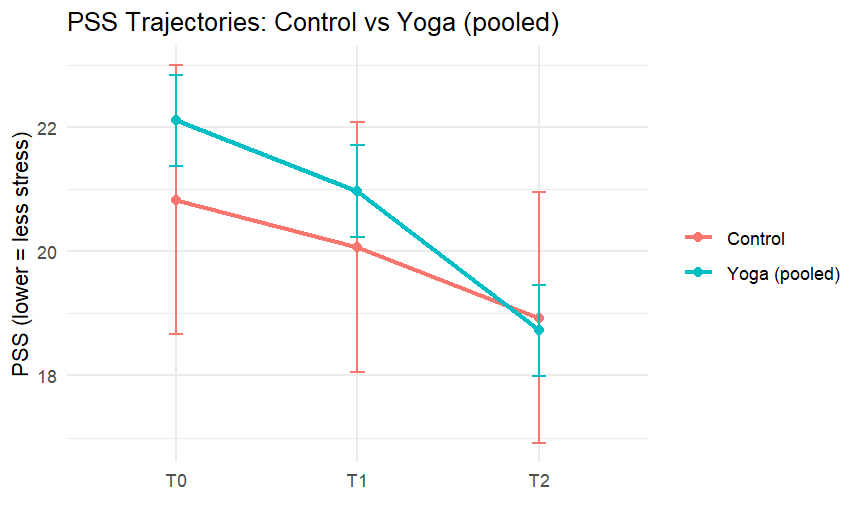 PSS Trajectories: Control vs Yoga (pooled)
PSS (lower = less stress)
22
20
18
T0
T1
T2
Control
Yoga (pooled)